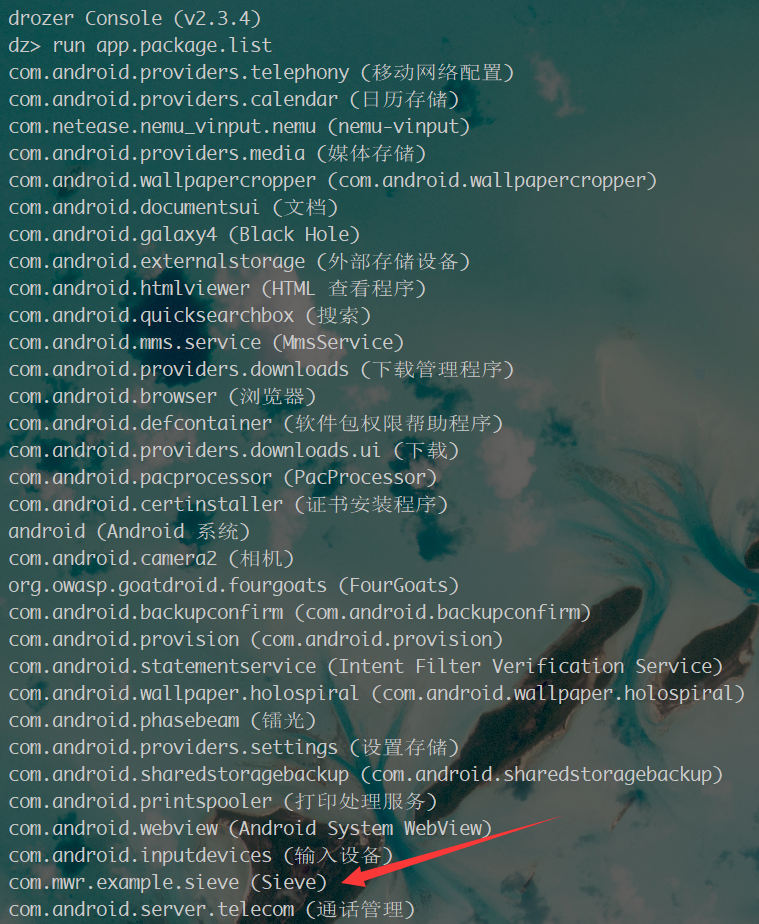 drozer Console (v2.3.4)
dz> run app.package.list
com.android.providers.telephony (移动网络配置)
com.android.providers.calendar (日历存储)
com.netease.nemu_vinput.nemu (nemu-vinput)
com.android.providers.media (媒体存储)
com.android.wallpapercropper (com.android.wallpapercropper)
com.android.documentsui (文档)
com.android.galaxy4 (Black Hole)
com.android.externalstorage (外部存储设备)
com.android.htmlviewer (HTML 查看程序)
com.android.quicksearchbox (搜索)
com.android.mms.service (MmsService)
com.android.providers.downloads (下载管理程序)
com.android.browser (浏览器)
com.android.defcontainer (软件包权限帮助程序)
com.android.providers.downloads.ui (下载)
com.android.pacprocessor (PacProcessor)
com.android.certinstaller (证书安装程序)
android (Android 系统)
com.android.camera2 (相机)
org.owasp.goatdroid.fourgoats (FourGoats)
com.android.backupconfirm (com.android.backupconfirm)
com.android.provision (com.android.provision)
com.android.statementservice (Intent Filter Verification Service)
com.android.wallpaper.holospiral (com.android.wallpaper.holospiral)
com.android.phasebeam (镭光)
com.android.providers.settings (设置存储)
com.android.sharedstoragebackup (com.android.sharedstoragebackup)
com.android.printspooler (打印处理服务)
com.android.webview (Android System WebView)
com.android.inputdevices (输入设备)
com.mwr.example.sieve (Sieve)
com.android.server.telecom (通话管理)